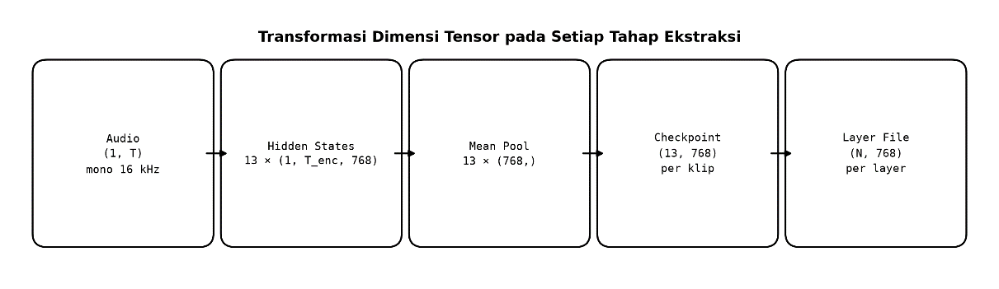 Transformasi Dimensi Tensor pada Setiap Tahap Ekstraksi
Audio
(1, T)
mono 16 kHz
Hidden States
13 × (1, T_enc, 768)
Mean Pool
13 × (768,)
Checkpoint
(13, 768)
per klip
Layer File
(N, 768)
per layer